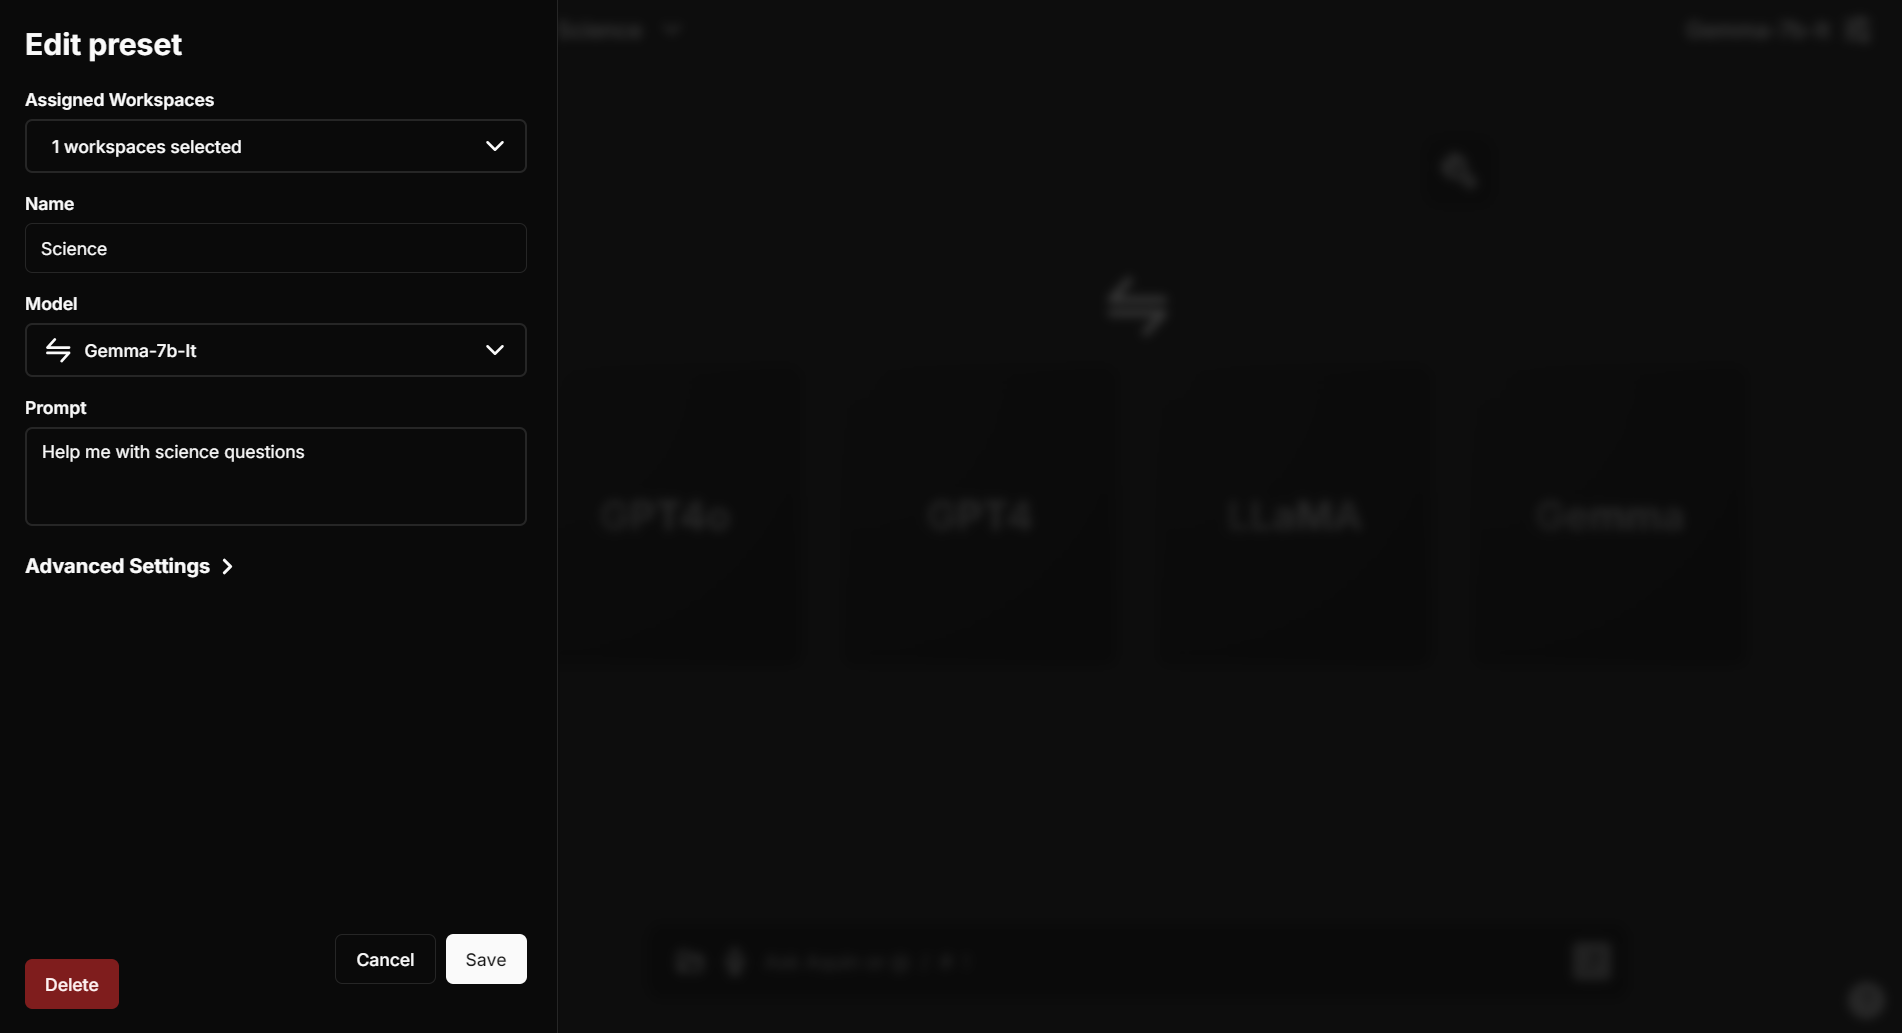 Edit preset
Assigned Workspaces
1 workspaces selected
Name
Science
Model
Gemma-7b-It
Prompt
Help me with science questions
Advanced Settings
Cancel
Save
Delete
Science
Gemma-7b-It
GPT4o
GPT4
LLaMA
Gemma